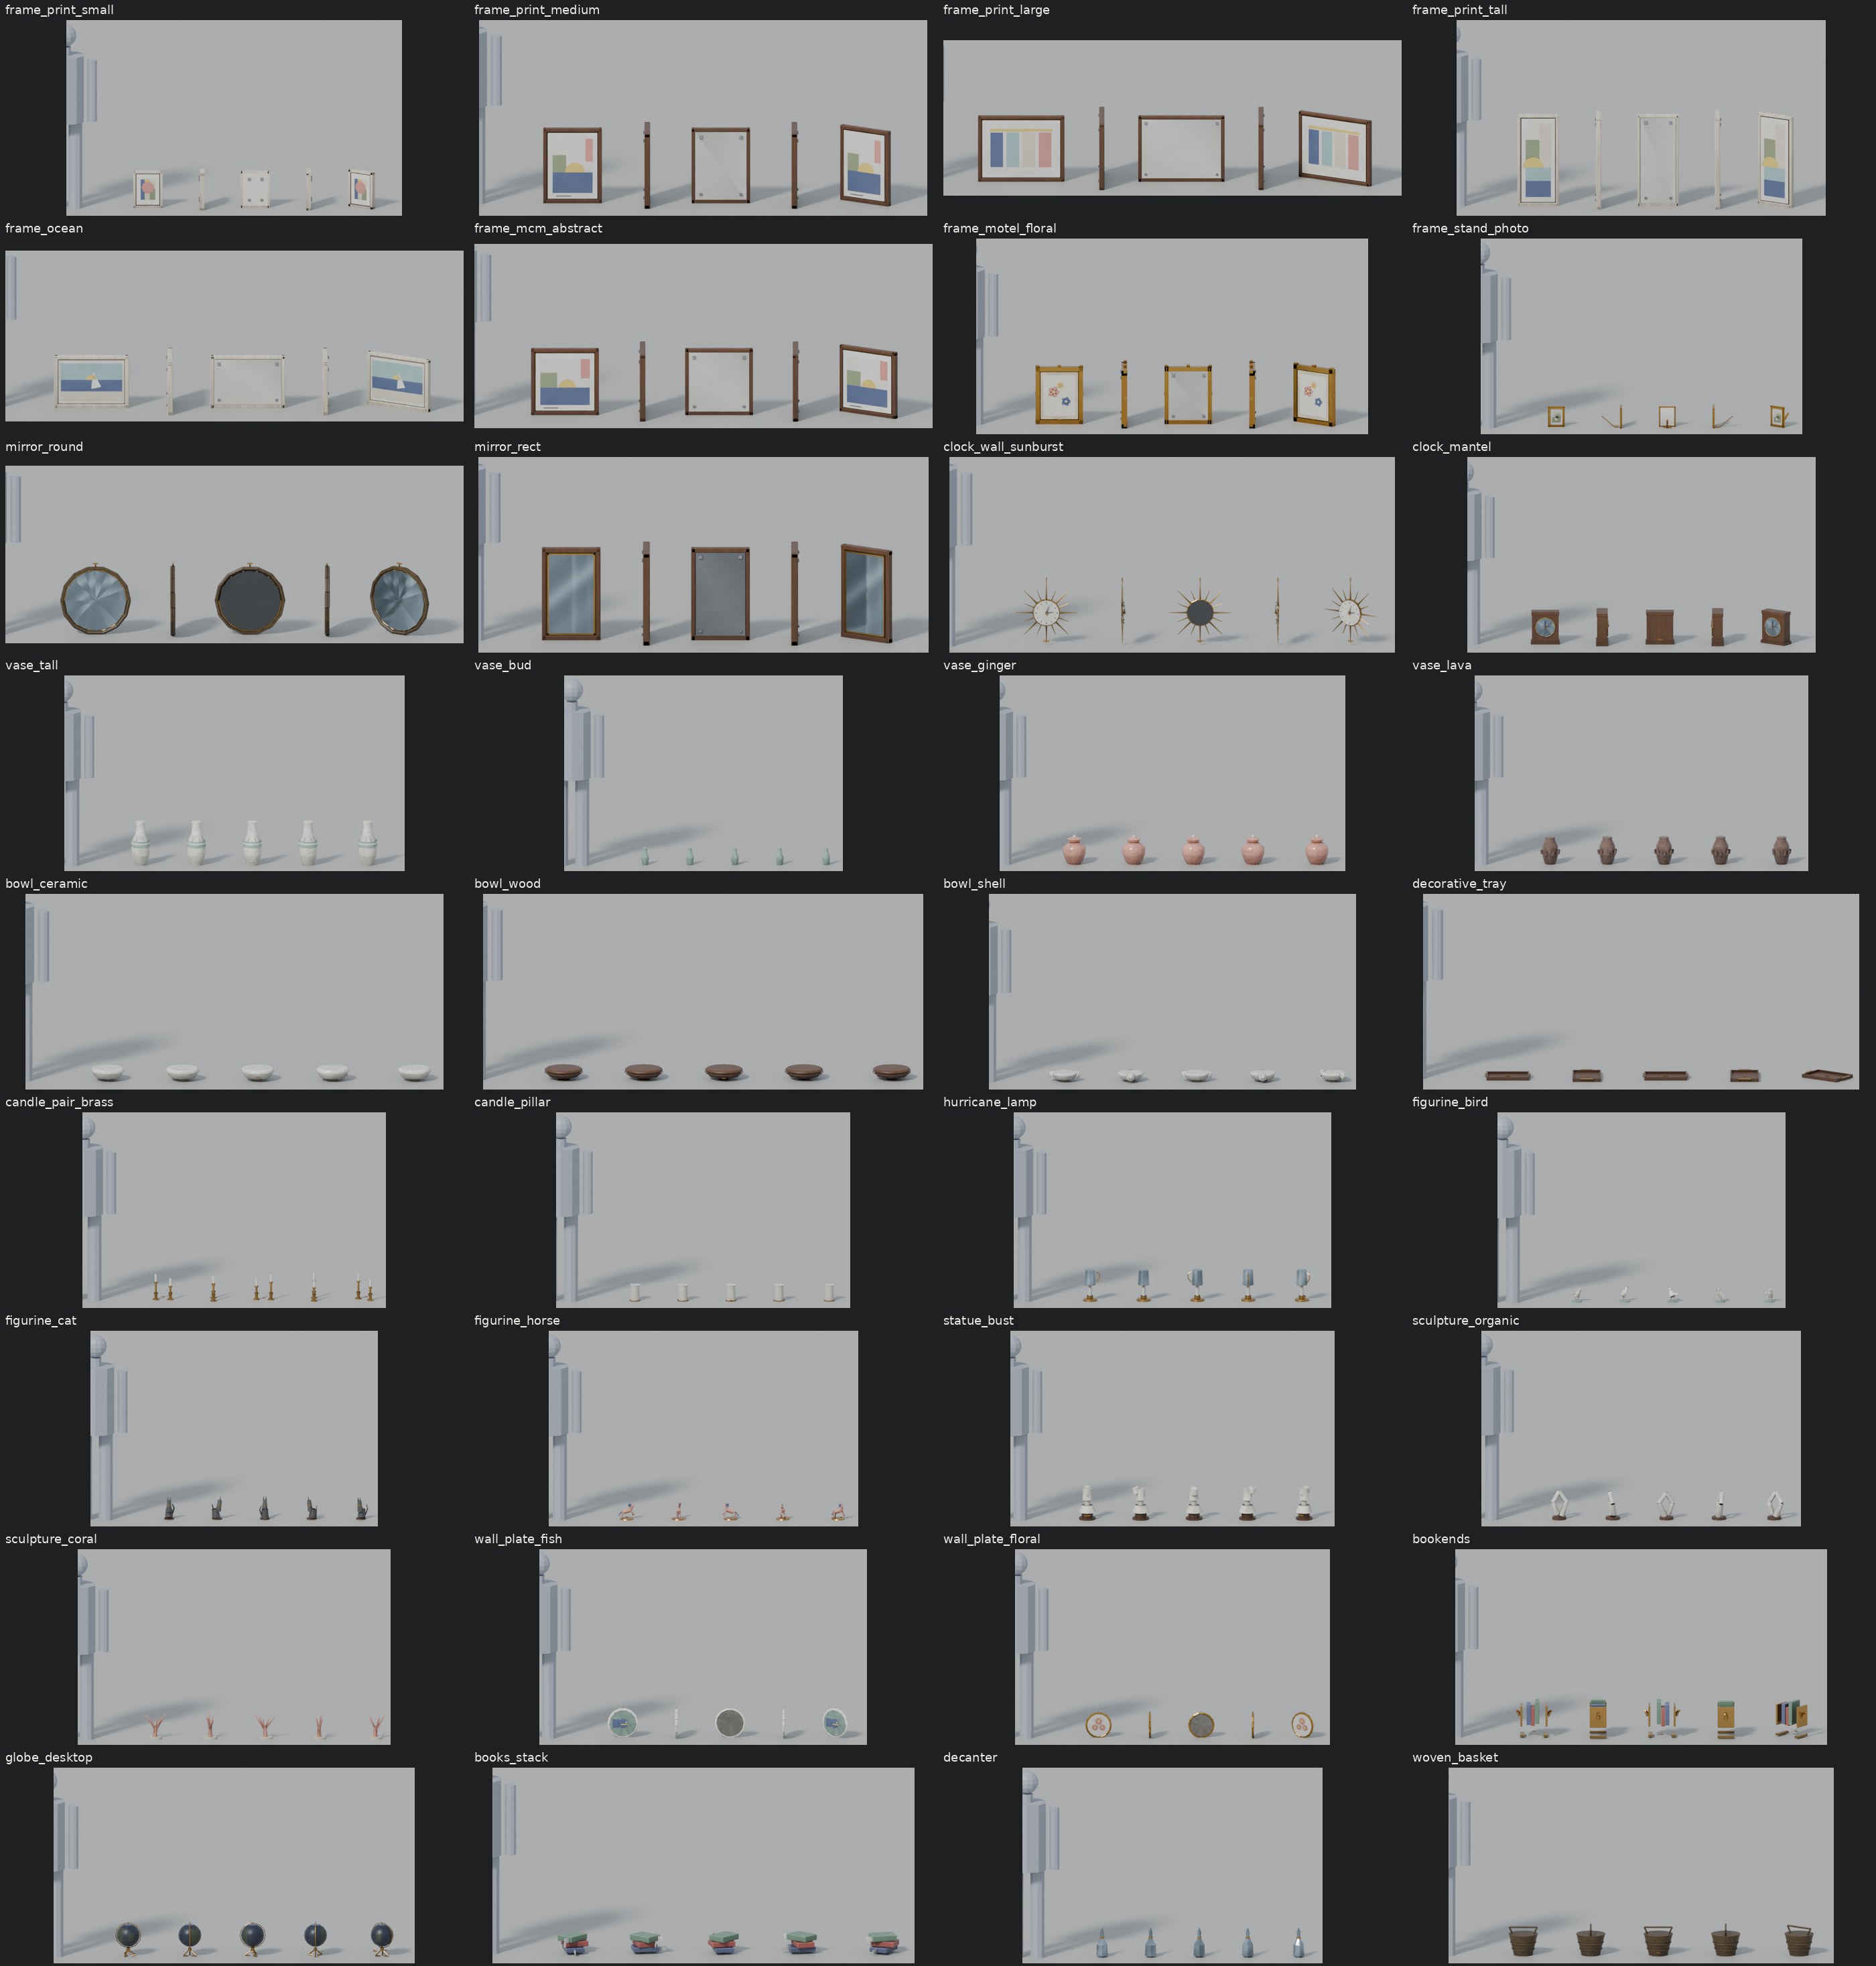 frame_print_small
frame_print_medium
frame_print_large
frame_print_tall
frame_ocean
frame_mcm_abstract
frame_motel_floral
frame_stand_photo
mirror_round
mirror_rect
clock_wall_sunburst
clock_mantel
vase_tall
vase_bud
vase_ginger
vase_lava
bowl_ceramic
bowl_wood
bowl_shell
decorative_tray
candle_pair_brass
candle_pillar
hurricane_lamp
figurine_bird
figurine_cat
figurine_horse
statue_bust
sculpture_organic
sculpture_coral
wall_plate_fish
wall_plate_floral
bookends
globe_desktop
books_stack
decanter
woven_basket